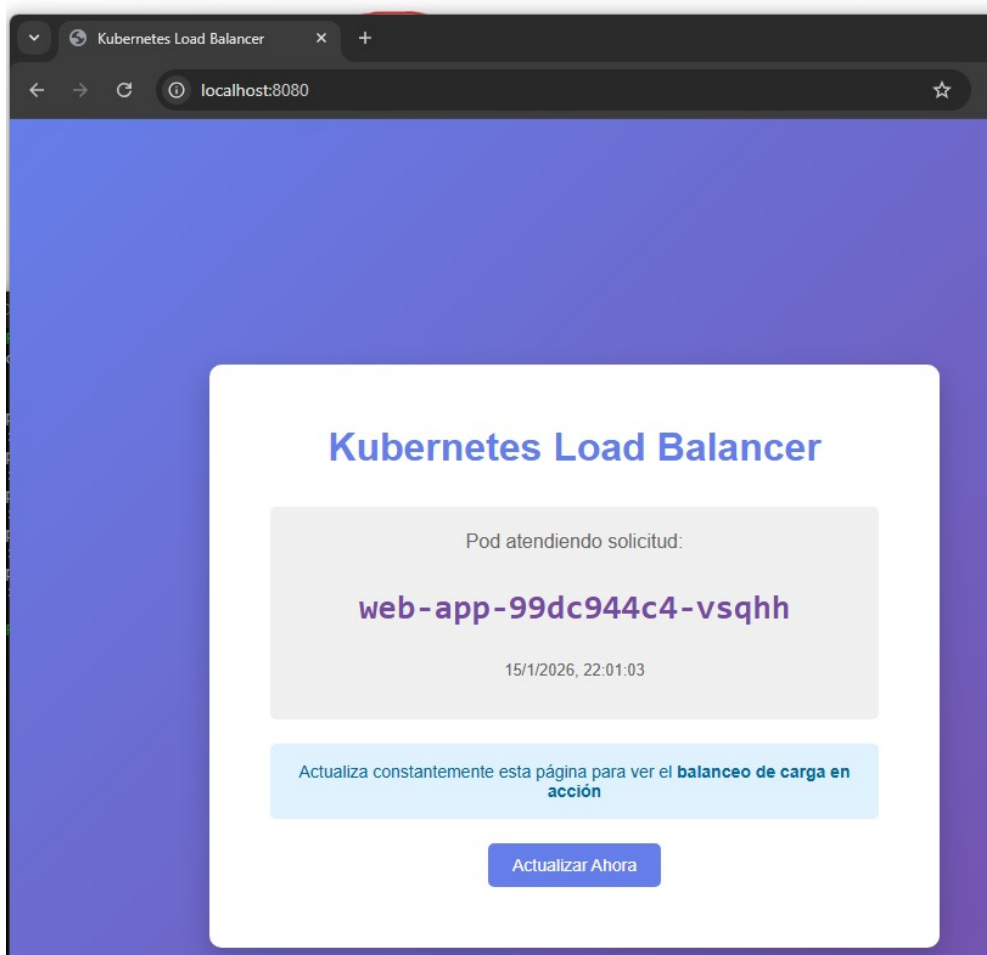 Kubernetes Load Balancer
localhost:8080
Kubernetes Load Balancer
Pod atendiendo solicitud:
web-app-99dc944c4-vsqhh
15/1/2026, 22:01:03
Actualiza constantemente esta página para ver el balanceo de carga en
acción
Actualizar Ahora